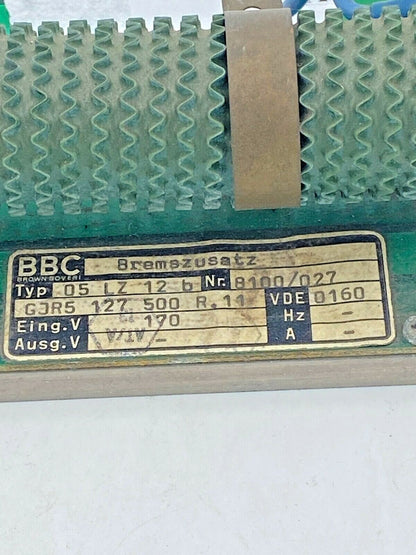 BBC Bremszusatz
BROWN BOVERI
Typ 05 LZ 12 b Nr. 8100/027
GJR5 127 500 R.11 VDE 0160
Eing.V 170 Hz -
Ausg.V - A -
V/IV